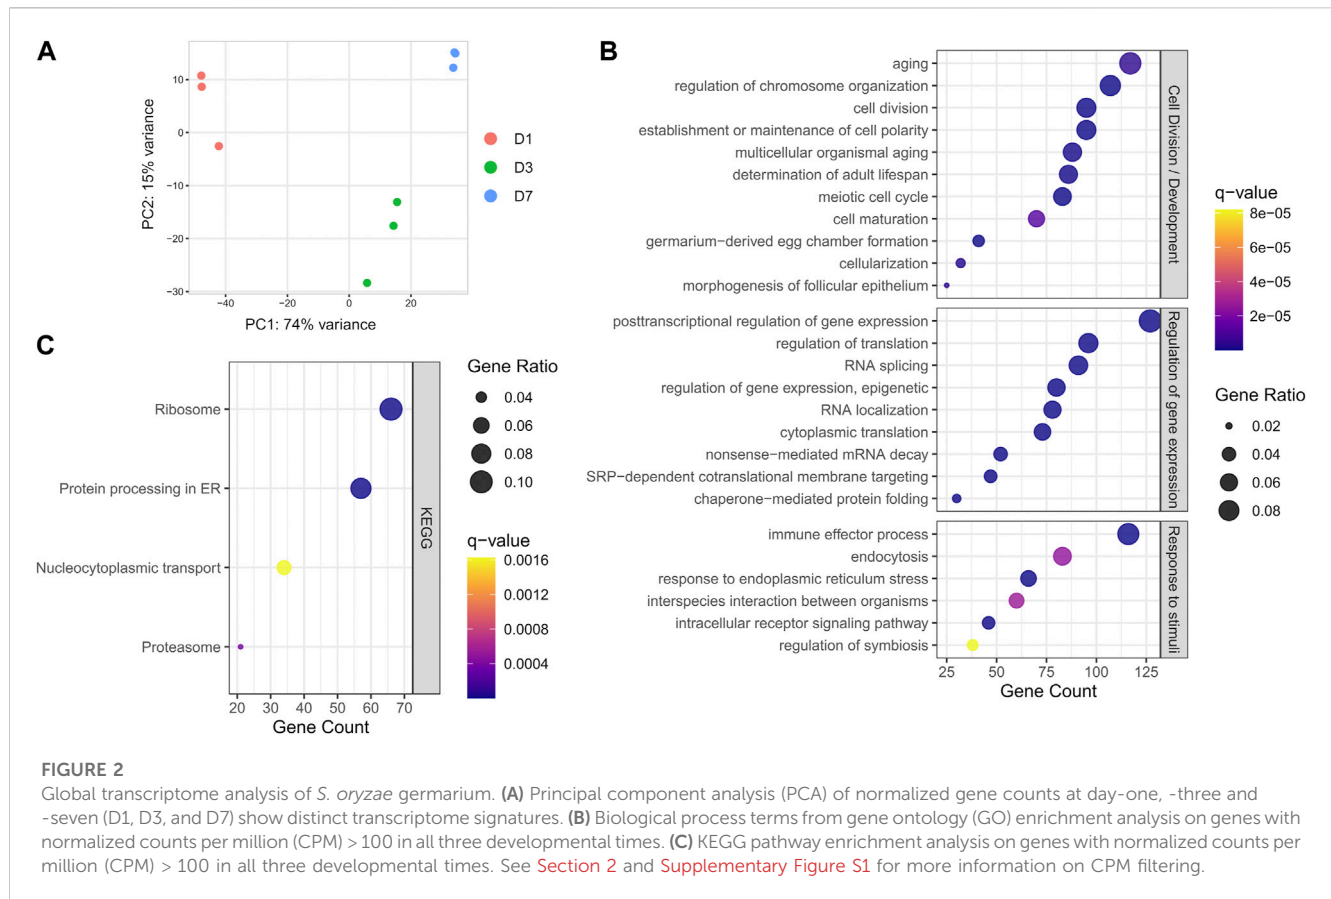 A
10
0
−10
−20
−30
−40
−20
0
20
PC2: 15% variance
PC1: 74% variance
D1
D3
D7
B
aging
regulation of chromosome organization
cell division
establishment or maintenance of cell polarity
multicellular organismal aging
determination of adult lifespan
meiotic cell cycle
cell maturation
germarium−derived egg chamber formation
cellularization
morphogenesis of follicular epithelium
Cell Division / Development
posttranscriptional regulation of gene expression
regulation of translation
RNA splicing
regulation of gene expression, epigenetic
RNA localization
cytoplasmic translation
nonsense−mediated mRNA decay
SRP−dependent cotranslational membrane targeting
chaperone−mediated protein folding
Regulation of gene expression
immune effector process
endocytosis
response to endoplasmic reticulum stress
interspecies interaction between organisms
intracellular receptor signaling pathway
regulation of symbiosis
Response to stimuli
25
50
75
100
125
Gene Count
q−value
8e−05
6e−05
4e−05
2e−05
Gene Ratio
0.02
0.04
0.06
0.08
C
Ribosome
Protein processing in ER
Nucleocytoplasmic transport
Proteasome
KEGG
20
30
40
50
60
70
Gene Count
Gene Ratio
0.04
0.06
0.08
0.10
q−value
0.0016
0.0012
0.0008
0.0004
FIGURE 2
Global transcriptome analysis of S. oryzae germarium. (A) Principal component analysis (PCA) of normalized gene counts at day-one, -three and
-seven (D1, D3, and D7) show distinct transcriptome signatures. (B) Biological process terms from gene ontology (GO) enrichment analysis on genes with
normalized counts per million (CPM) > 100 in all three developmental times. (C) KEGG pathway enrichment analysis on genes with normalized counts per
million (CPM) > 100 in all three developmental times. See Section 2 and Supplementary Figure S1 for more information on CPM filtering.